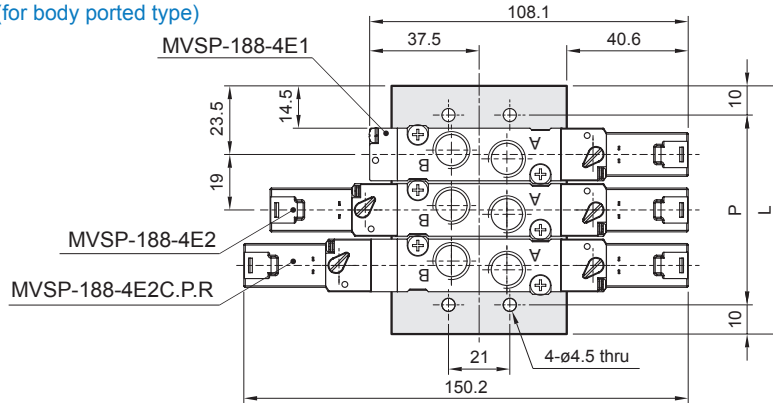 (for body ported type)
108.1
37.5
40.6
MVSP-188-4E1
23.5
14.5
10
19
A
B
A
B
A
B
P
L
MVSP-188-4E2
MVSP-188-4E2C.P.R
10
21
4-ø4.5 thru
150.2